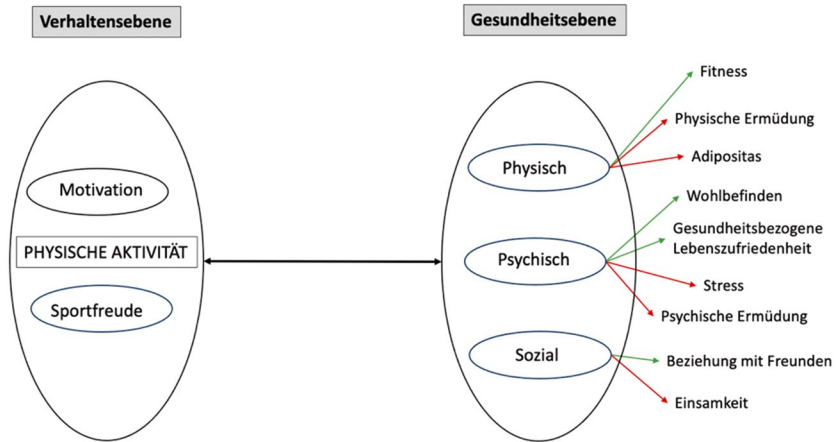 Verhaltensebene
Gesundheitsebene
Motivation
PHYSISCHE AKTIVITÄT
Sportfreude
Physisch
Psychisch
Sozial
Fitness
Physische Ermüdung
Adipositas
Wohlbefinden
Gesundheitsbezogene
Lebenszufriedenheit
Stress
Psychische Ermüdung
Beziehung mit Freunden
Einsamkeit